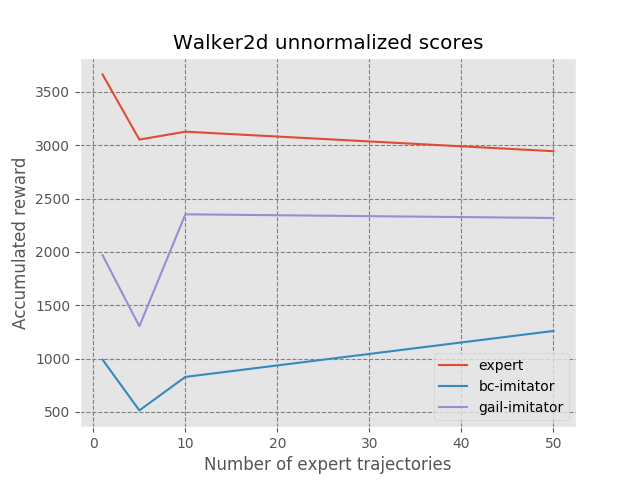 Walker2d unnormalized scores
3500
3000
2500
2000
1500
1000
500
Accumulated reward
0
10
20
30
40
50
Number of expert trajectories
expert
bc-imitator
gail-imitator